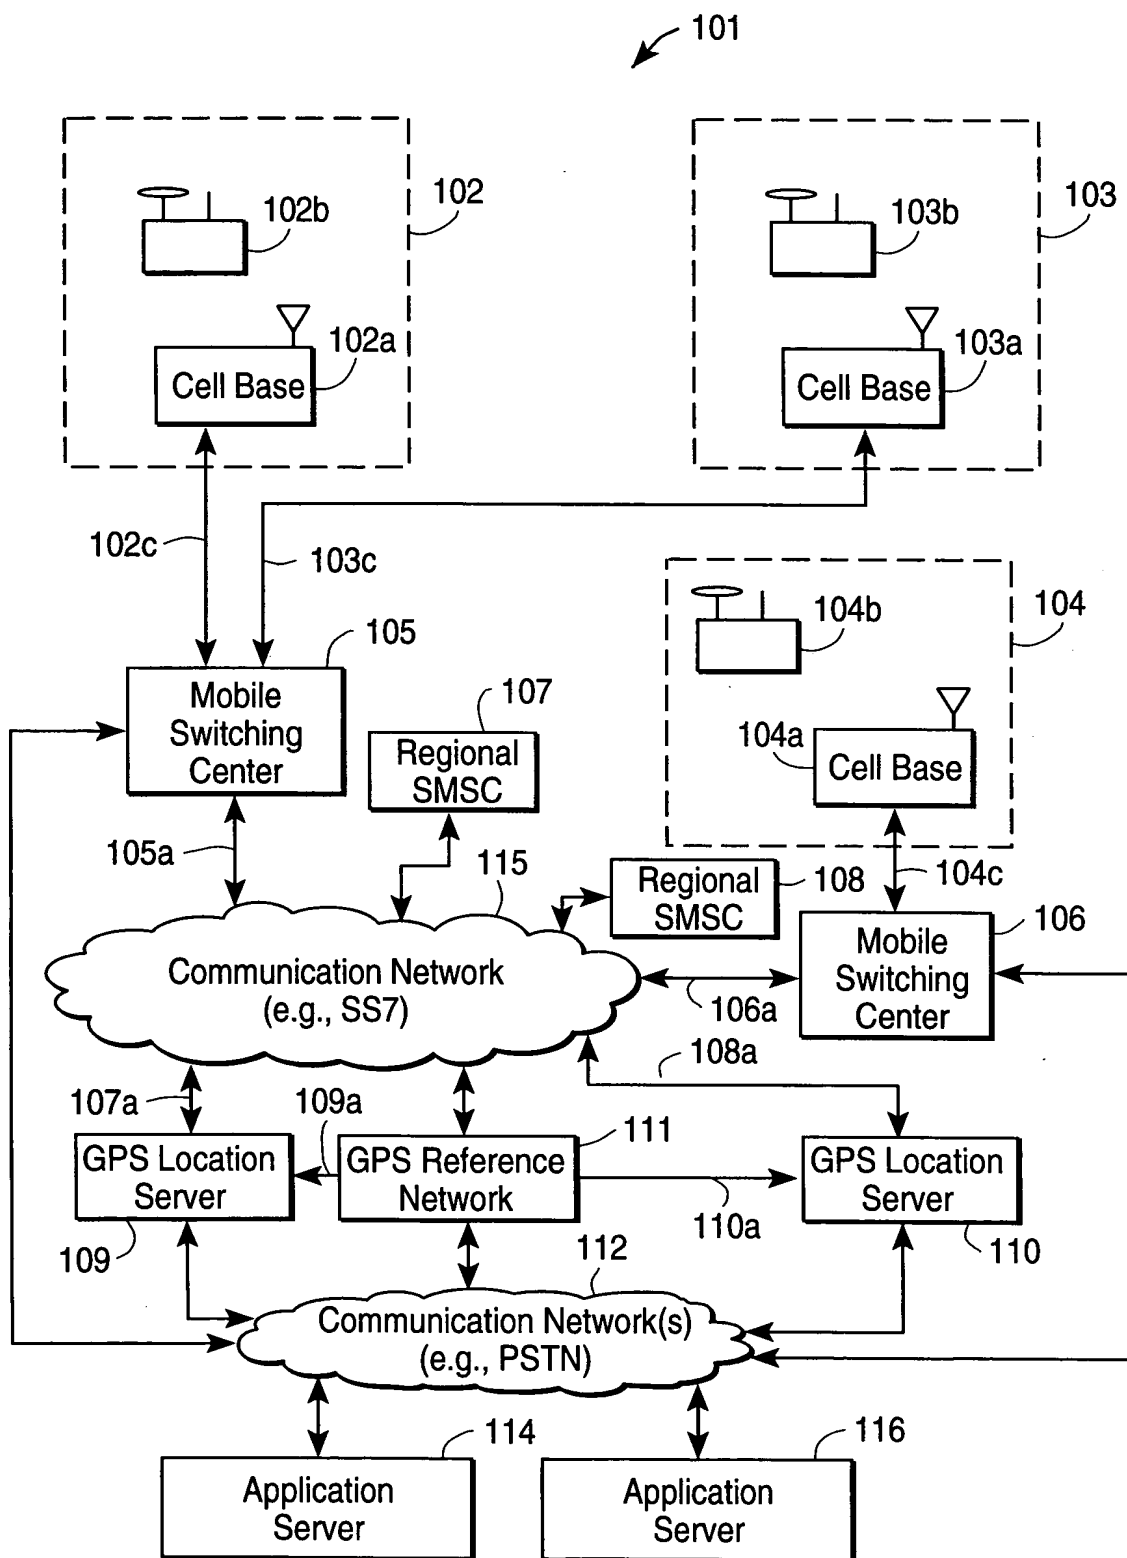 101
102
102b
102a
Cell Base
103
103b
103a
Cell Base
102c
103c
104
104b
104a
Cell Base
105
Mobile
Switching
Center
107
Regional
SMSC
105a
115
108
Regional
SMSC
104c
106
Mobile
Switching
Center
Communication Network
(e.g., SS7)
106a
108a
107a
109a
111
GPS Location
Server
GPS Reference
Network
GPS Location
Server
110a
109
112
110
Communication Network(s)
(e.g., PSTN)
114
116
Application
Server
Application
Server